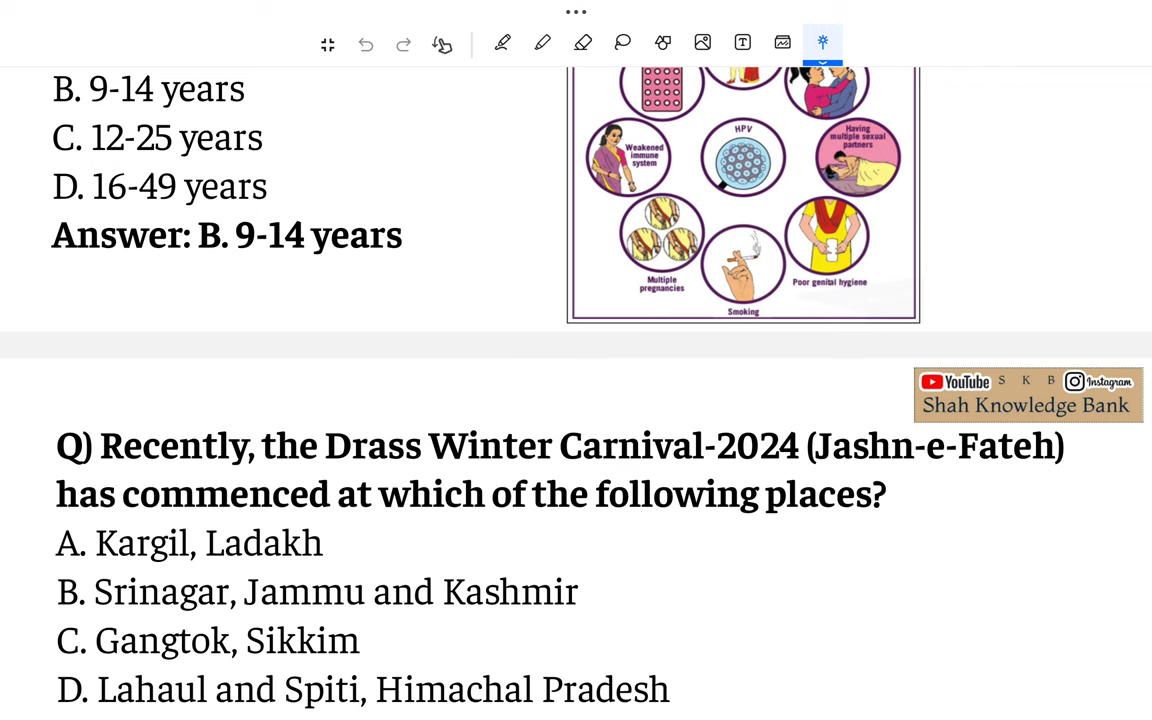 B. 9-14 years
C. 12-25 years
D. 16-49 years
Answer: B. 9-14 years
HPV
Having
multiple sexual
partners
Weakened
immune
system
Multiple
pregnancies
Poor genital hygiene
Smoking
YouTube S K B Instagram
Shah Knowledge Bank
Q) Recently, the Drass Winter Carnival-2024 (Jashn-e-Fateh)
has commenced at which of the following places?
A. Kargil, Ladakh
B. Srinagar, Jammu and Kashmir
C. Gangtok, Sikkim
D. Lahaul and Spiti, Himachal Pradesh